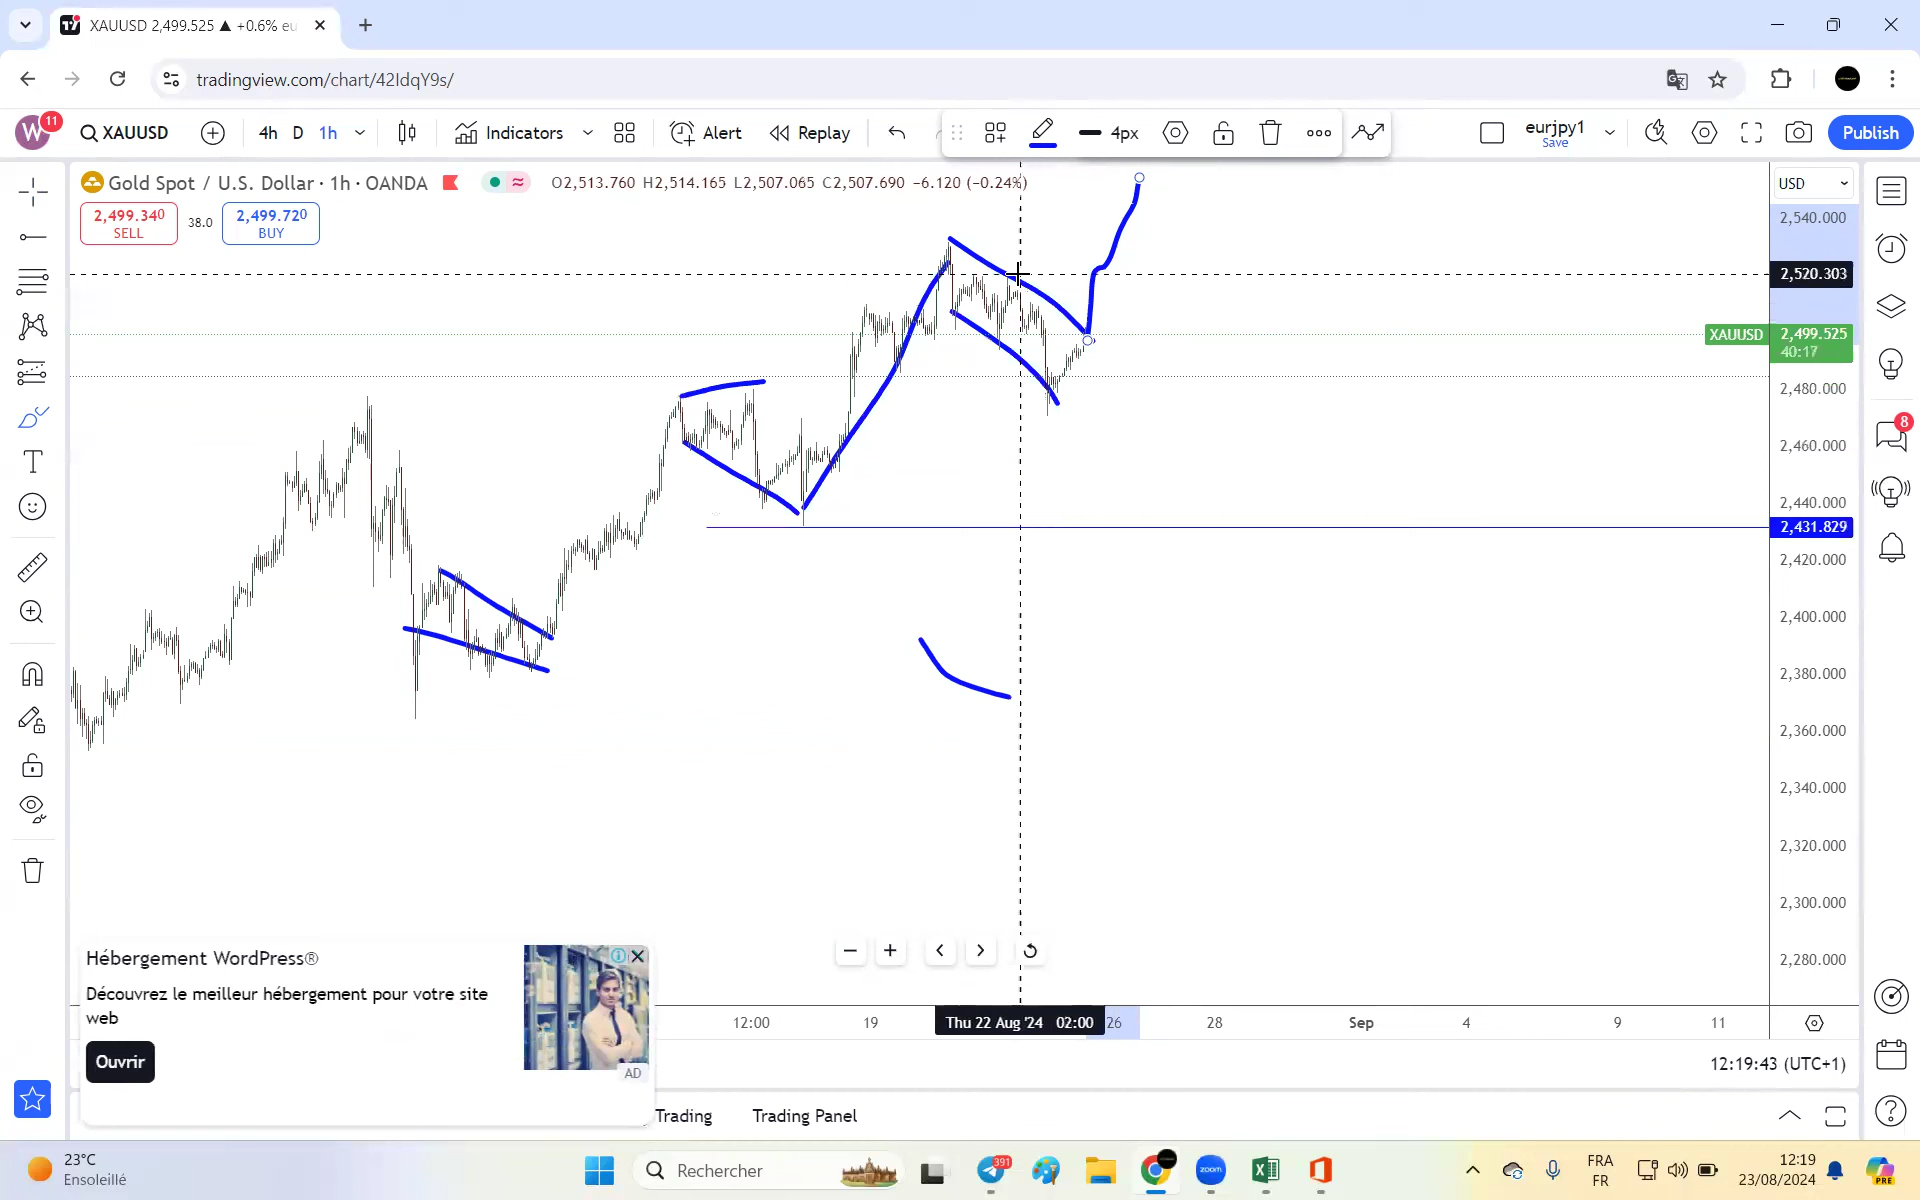 XAUUSD 2,499.525 ▲ +0.6% eu
tradingview.com/chart/42IdqY9s/
W
11
XAUUSD
4h D 1h
Indicators
Alert
Replay
4px
eurjpy1
Save
Publish
Gold Spot / U.S. Dollar · 1h · OANDA
O2,513.760 H2,514.165 L2,507.065 C2,507.690 −6.120 (−0.24%)
2,499.340
SELL
38.0
2,499.720
BUY
USD
2,540.000
2,520.303
XAUUSD
2,499.525
40:17
2,480.000
2,460.000
2,440.000
2,431.829
2,420.000
2,400.000
2,380.000
2,360.000
2,340.000
2,320.000
2,300.000
2,280.000
8
Hébergement WordPress®
Découvrez le meilleur hébergement pour votre site
web
Ouvrir
AD
12:00
19
Thu 22 Aug '24 02:00
26
28
Sep
4
9
11
12:19:43 (UTC+1)
Trading
Trading Panel
23°C
Ensoleillé
Rechercher
391
zoom
FRA
FR
12:19
23/08/2024
PRE